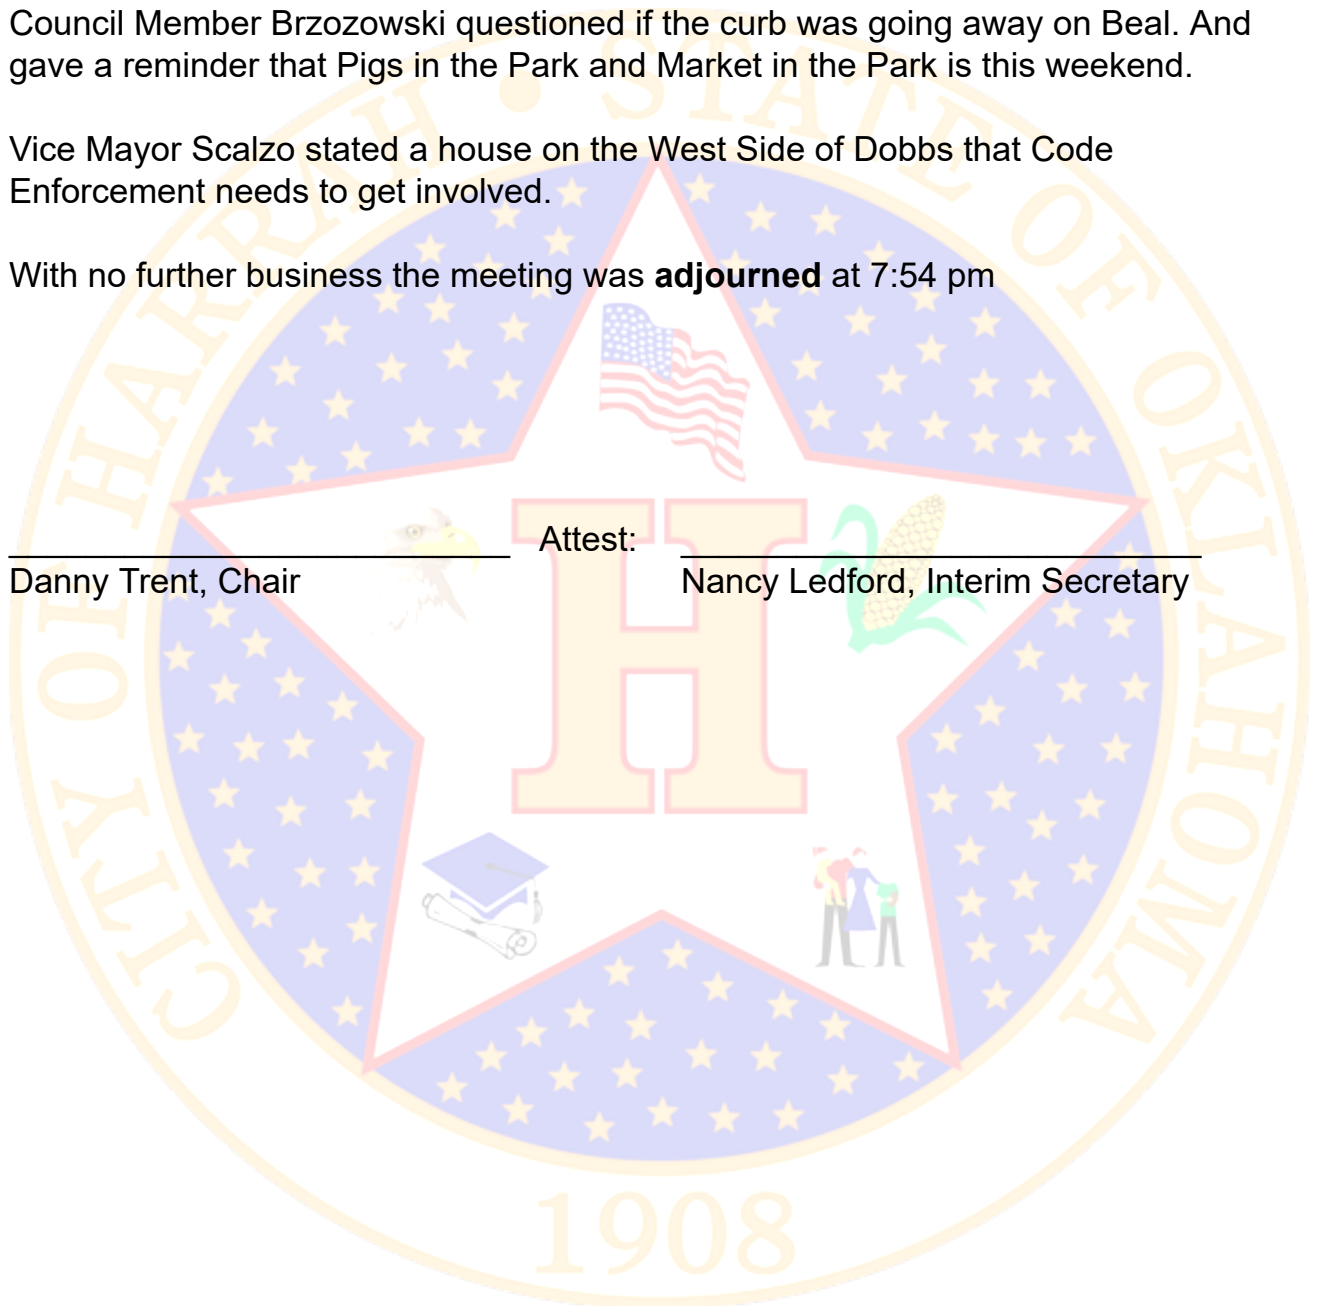 Council Member Brzozowski questioned if the curb was going away on Beal. And
gave a reminder that Pigs in the Park and Market in the Park is this weekend.
Vice Mayor Scalzo stated a house on the West Side of Dobbs that Code
Enforcement needs to get involved.
With no further business the meeting was adjourned at 7:54 pm
____________________________ Attest: _____________________________
Danny Trent, Chair Nancy Ledford, Interim Secretary
CITY OF HARRAH • STATE OF OKLAHOMA
H
1908